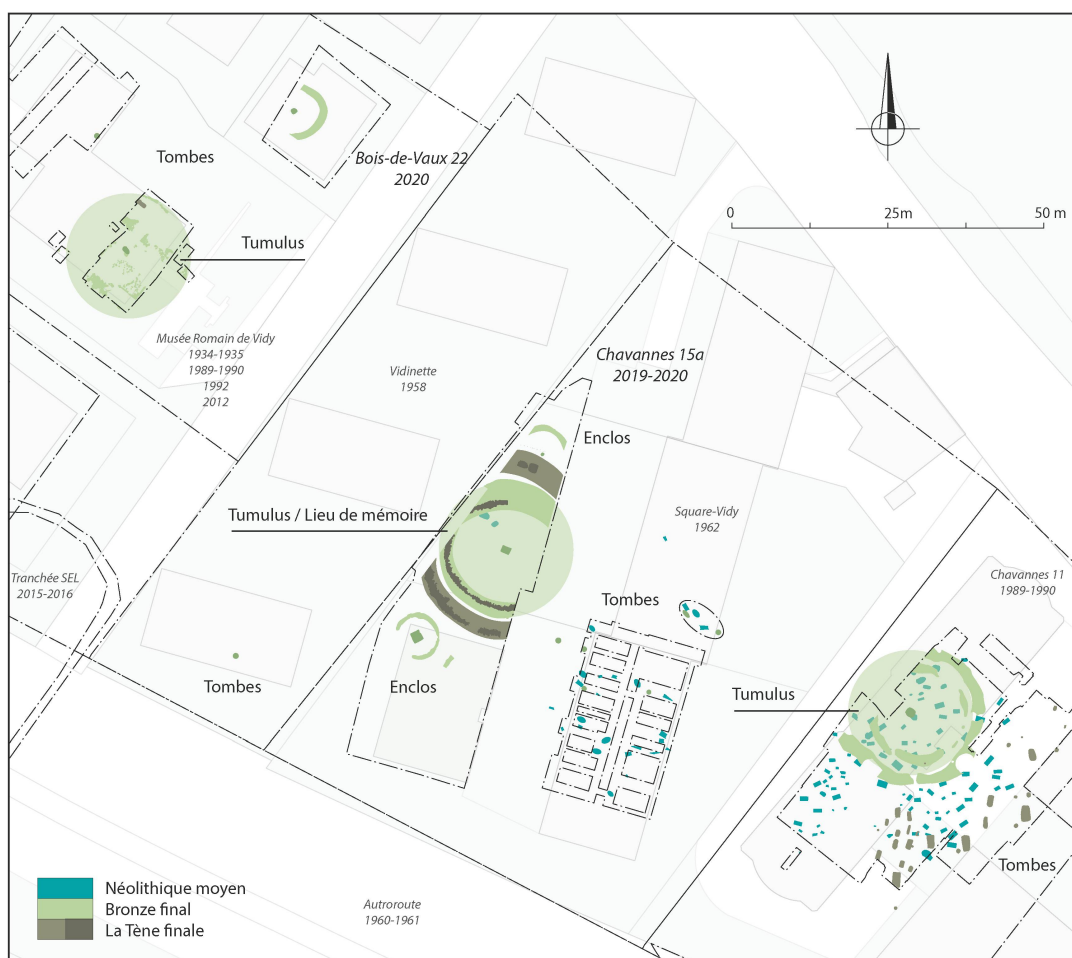 Bois-de-Vaux 22
2020
Tombes
Tumulus
0
25m
50 m
Musée Romain de Vidy
1934-1935
1989-1990
1992
2012
Vidinette
1958
Chavannes 15a
2019-2020
Enclos
Tumulus / Lieu de mémoire
Square-Vidy
1962
Tranchée SEL
2015-2016
Chavannes 11
1989-1990
Tombes
Tombes
Enclos
Tumulus
Tombes
Néolithique moyen
Bronze final
La Tène finale
Autroroute
1960-1961